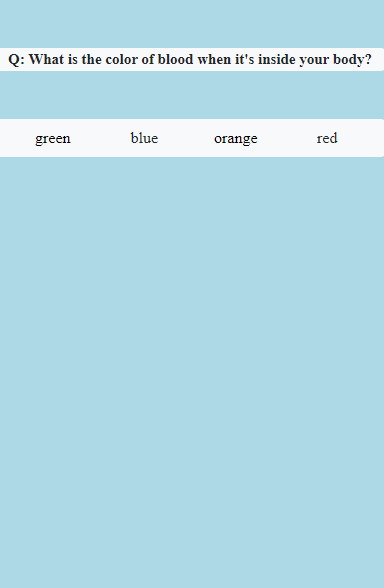 Q: What is the color of blood when it's inside your body?
green blue orange red